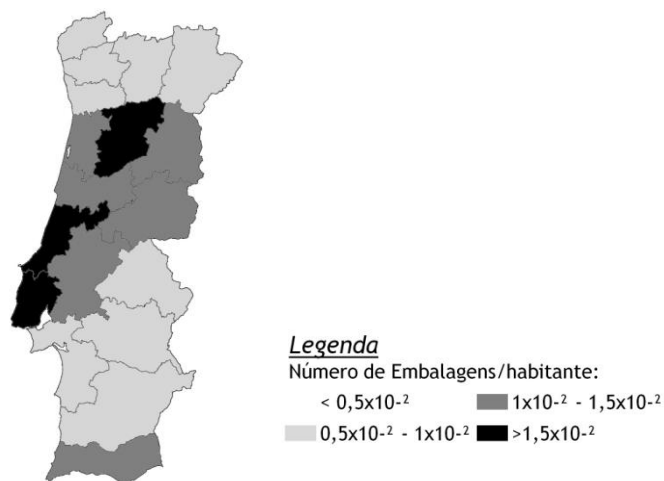 Legenda
Número de Embalagens/habitante:
< 0,5x10-² 1x10-² - 1,5x10-²
0,5x10-² - 1x10-² >1,5x10-²